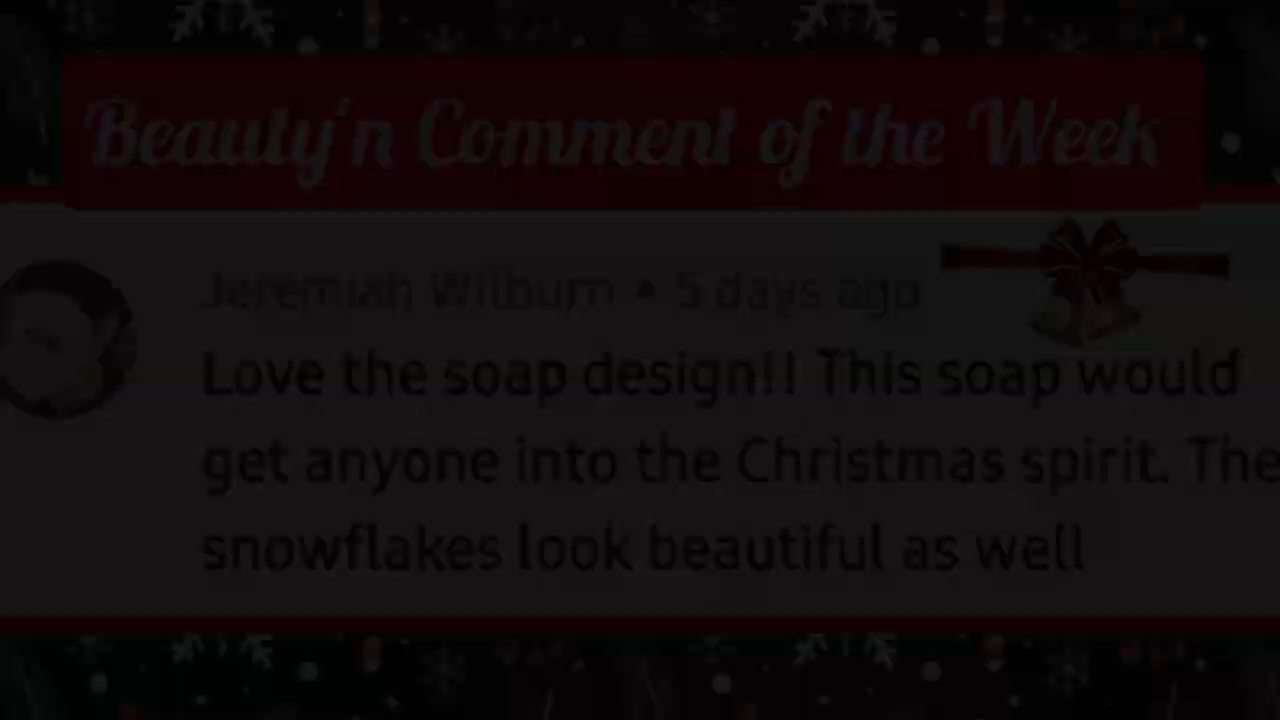 Beauty'n Comment of the Week
Jeremiah Wilburn • 5 days ago
Love the soap design!! This soap would
get anyone into the Christmas spirit. The
snowflakes look beautiful as well